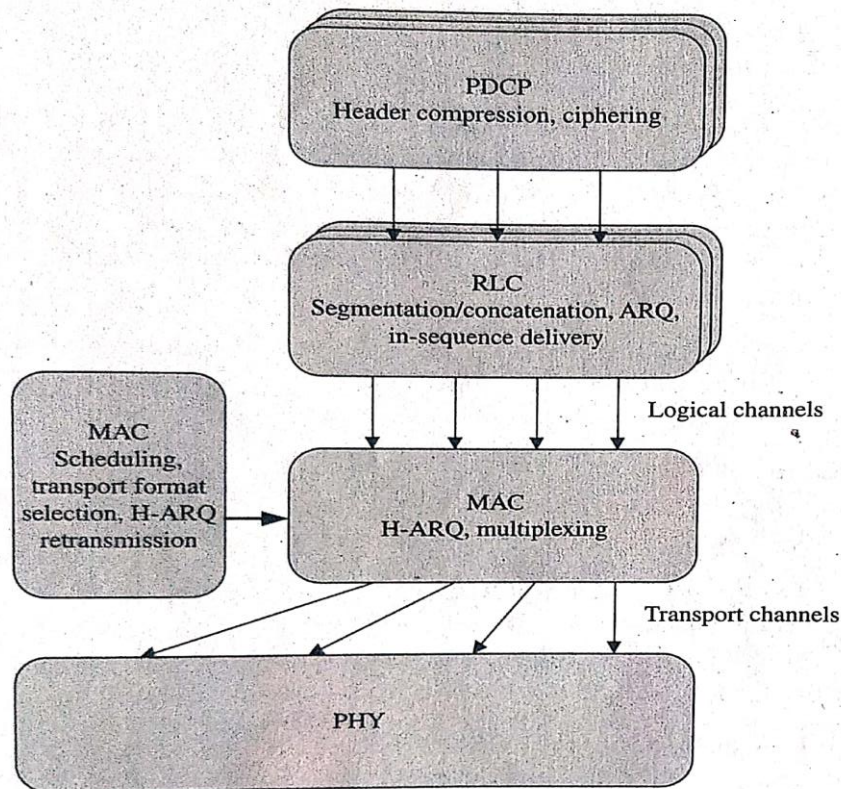 PDCP
Header compression, ciphering
RLC
Segmentation/concatenation, ARQ,
in-sequence delivery
Logical channels
MAC
Scheduling,
transport format
selection, H-ARQ
retransmission
MAC
H-ARQ, multiplexing
Transport channels
PHY